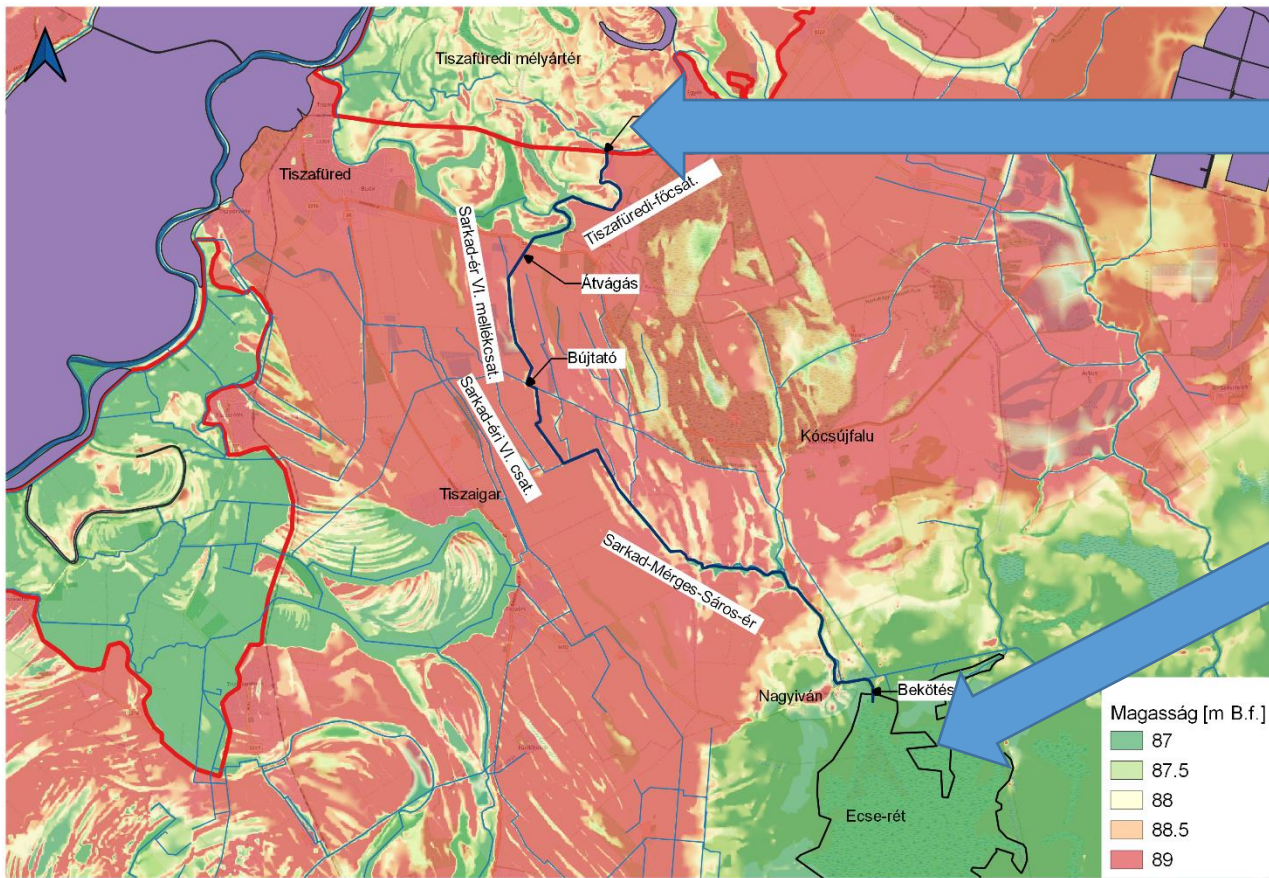 Tiszafüredi mélyártér
Tiszafüred
Tiszafüredi-főcsat.
Sarkad-ér VI. mellékcsat.
Átvágás
Bújtató
Sarkad-éri VI. csat.
Kócsújfalu
Tiszaigar
Sarkad-Mérges-Sáros-ér
Nagyiván
Bekötés
Ecse-rét
Magasság [m B.f.]
87
87.5
88
88.5
89